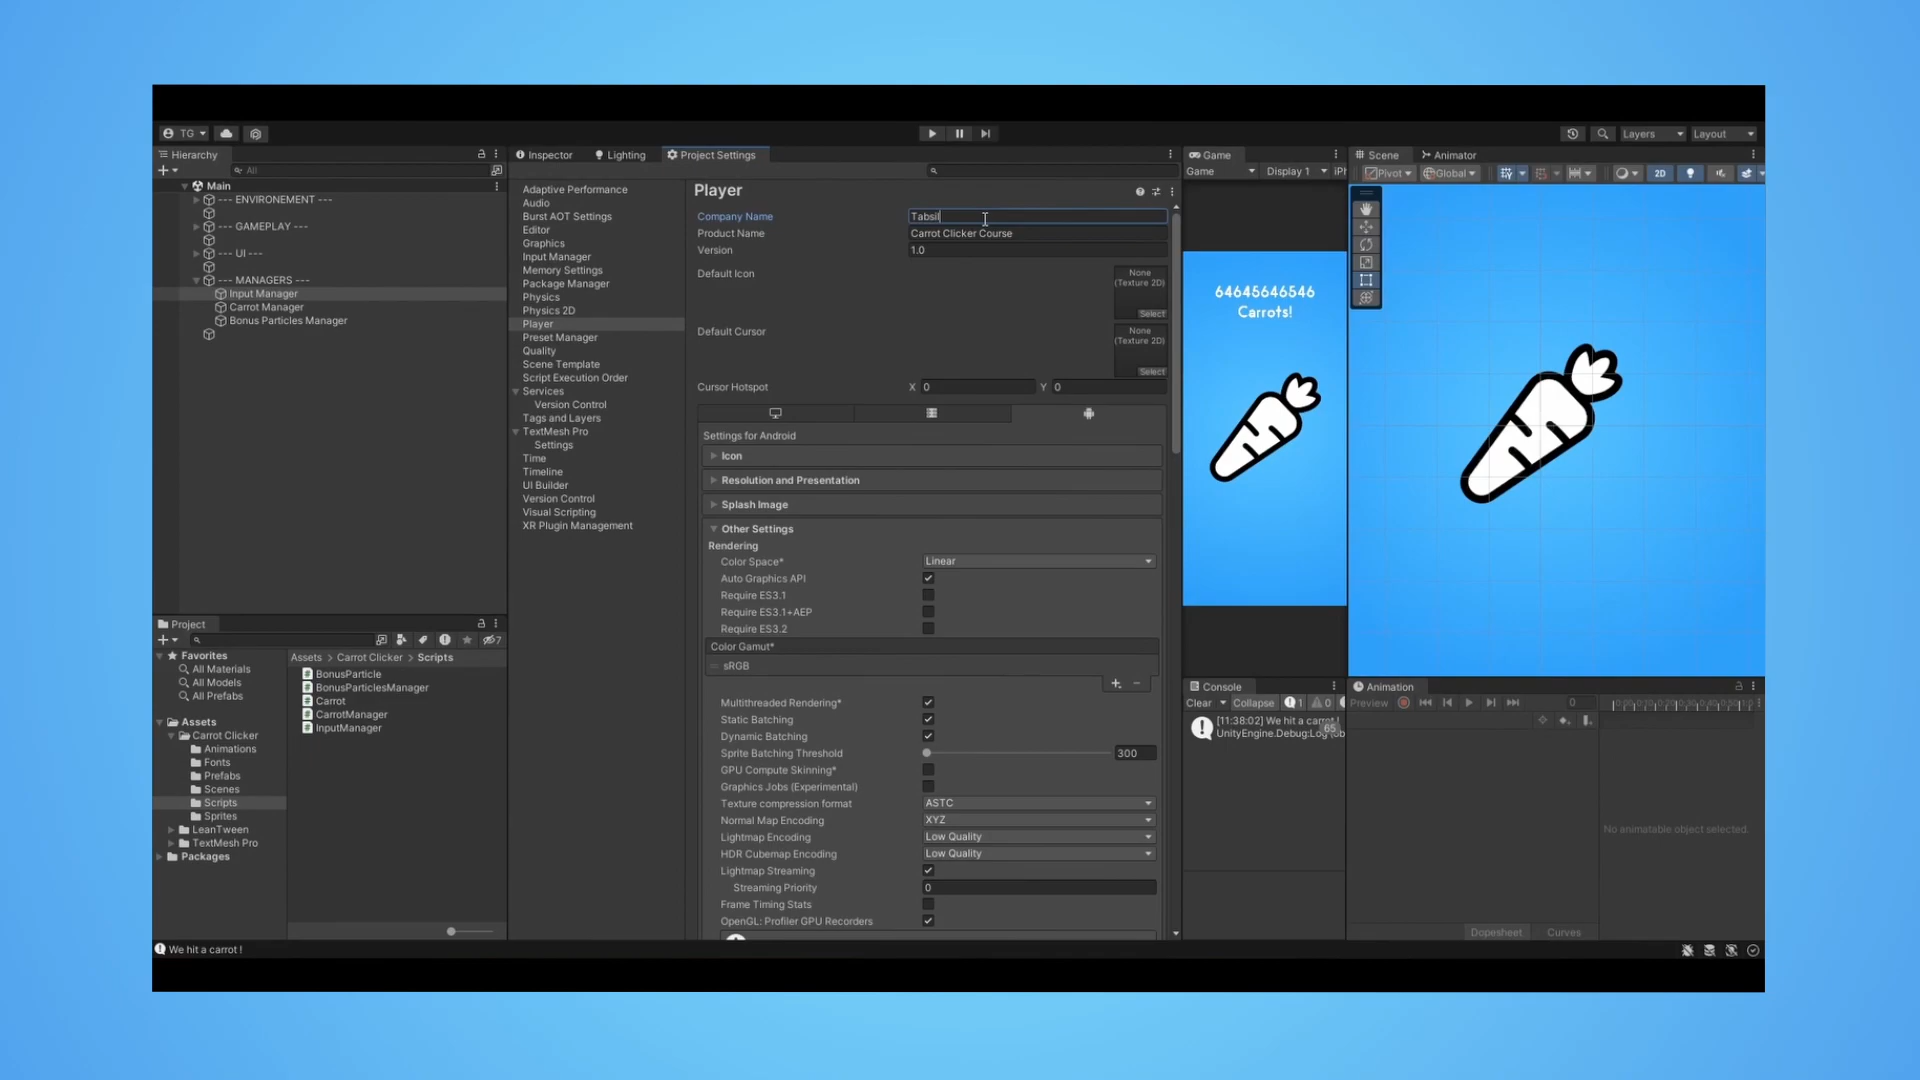 TG
Layers
Layout
Hierarchy
All
Main
--- ENVIRONEMENT ---
--- GAMEPLAY ---
--- UI ---
--- MANAGERS ---
Input Manager
Carrot Manager
Bonus Particles Manager
Inspector
Lighting
Project Settings
Adaptive Performance
Audio
Burst AOT Settings
Editor
Graphics
Input Manager
Memory Settings
Package Manager
Physics
Physics 2D
Player
Preset Manager
Quality
Scene Template
Script Execution Order
Services
Version Control
Tags and Layers
TextMesh Pro
Settings
Time
Timeline
UI Builder
Version Control
Visual Scripting
XR Plugin Management
Player
Company Name Tabsil
Product Name Carrot Clicker Course
Version 1.0
Default Icon
None
(Texture 2D)
Select
Default Cursor
None
(Texture 2D)
Select
Cursor Hotspot X 0 Y 0
Settings for Android
Icon
Resolution and Presentation
Splash Image
Other Settings
Rendering
Color Space* Linear
Auto Graphics API
Require ES3.1
Require ES3.1+AEP
Require ES3.2
Color Gamut*
sRGB
Multithreaded Rendering*
Static Batching
Dynamic Batching
Sprite Batching Threshold 300
GPU Compute Skinning*
Graphics Jobs (Experimental)
Texture compression format ASTC
Normal Map Encoding XYZ
Lightmap Encoding Low Quality
HDR Cubemap Encoding Low Quality
Lightmap Streaming
Streaming Priority 0
Frame Timing Stats
OpenGL: Profiler GPU Recorders
Game
Game Display 1 iPh
64645646546
Carrots!
Scene
Animator
Pivot Global 2D
Project
7
Favorites
All Materials
All Models
All Prefabs
Assets
Carrot Clicker
Animations
Fonts
Prefabs
Scenes
Scripts
Sprites
LeanTween
TextMesh Pro
Packages
Assets > Carrot Clicker > Scripts
BonusParticle
BonusParticlesManager
Carrot
CarrotManager
InputManager
Console
Clear Collapse 1 0
[11:38:02] We hit a carrot !
UnityEngine.Debug:Log (ob
65
Animation
Preview 0
No animatable object selected.
Dopesheet Curves
We hit a carrot !